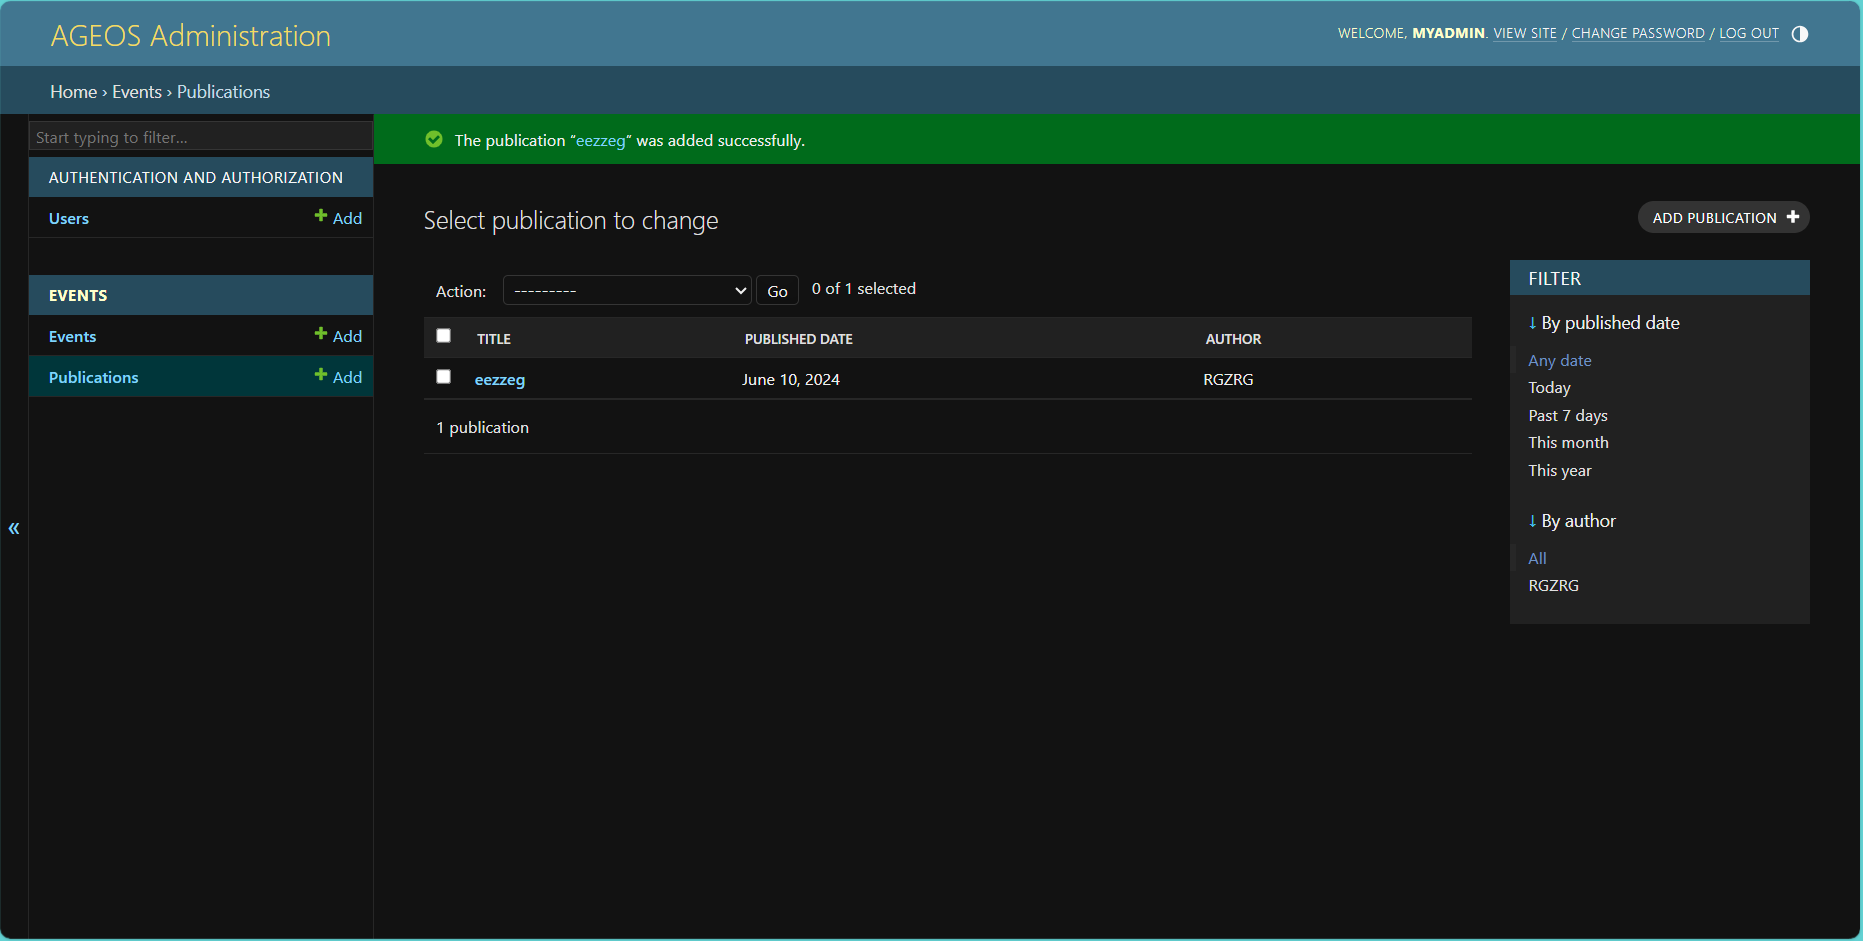 AGEOS Administration
WELCOME, MYADMIN. VIEW SITE / CHANGE PASSWORD / LOG OUT
Home › Events › Publications
Start typing to filter...
AUTHENTICATION AND AUTHORIZATION
Users + Add
EVENTS
Events + Add
Publications + Add
«
The publication “eezzeg” was added successfully.
Select publication to change
ADD PUBLICATION +
Action: --------- Go 0 of 1 selected
TITLE PUBLISHED DATE AUTHOR
eezzeg June 10, 2024 RGZRG
1 publication
FILTER
↓ By published date
Any date
Today
Past 7 days
This month
This year
↓ By author
All
RGZRG